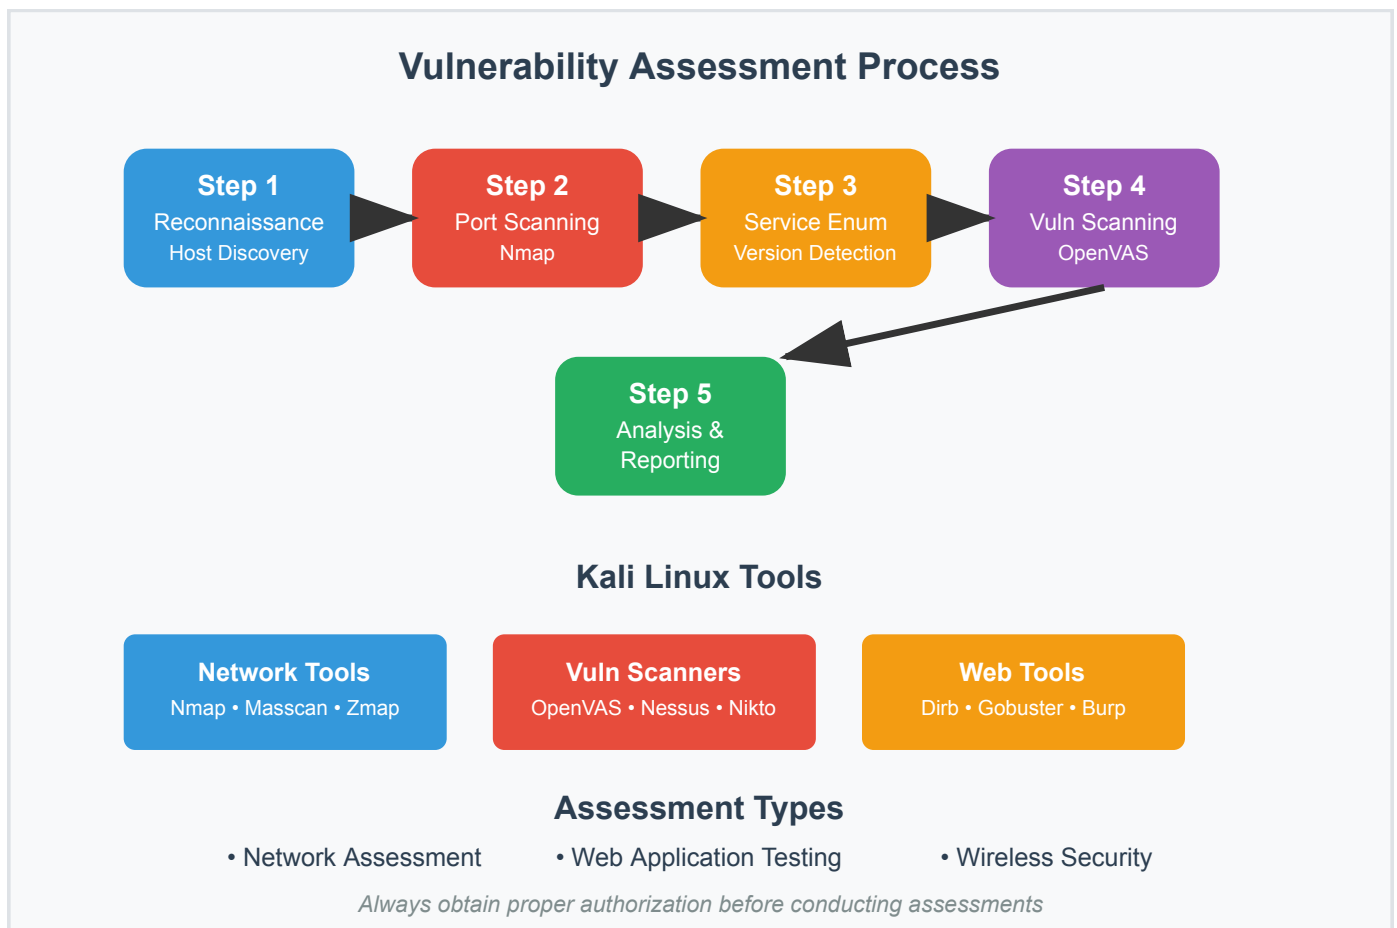 Vulnerability Assessment Process
Step 1
Reconnaissance
Host Discovery
Step 2
Port Scanning
Nmap
Step 3
Service Enum
Version Detection
Step 4
Vuln Scanning
OpenVAS
Step 5
Analysis &
Reporting
Kali Linux Tools
Network Tools
Nmap • Masscan • Zmap
Vuln Scanners
OpenVAS • Nessus • Nikto
Web Tools
Dirb • Gobuster • Burp
Assessment Types
• Network Assessment
• Web Application Testing
• Wireless Security
Always obtain proper authorization before conducting assessments